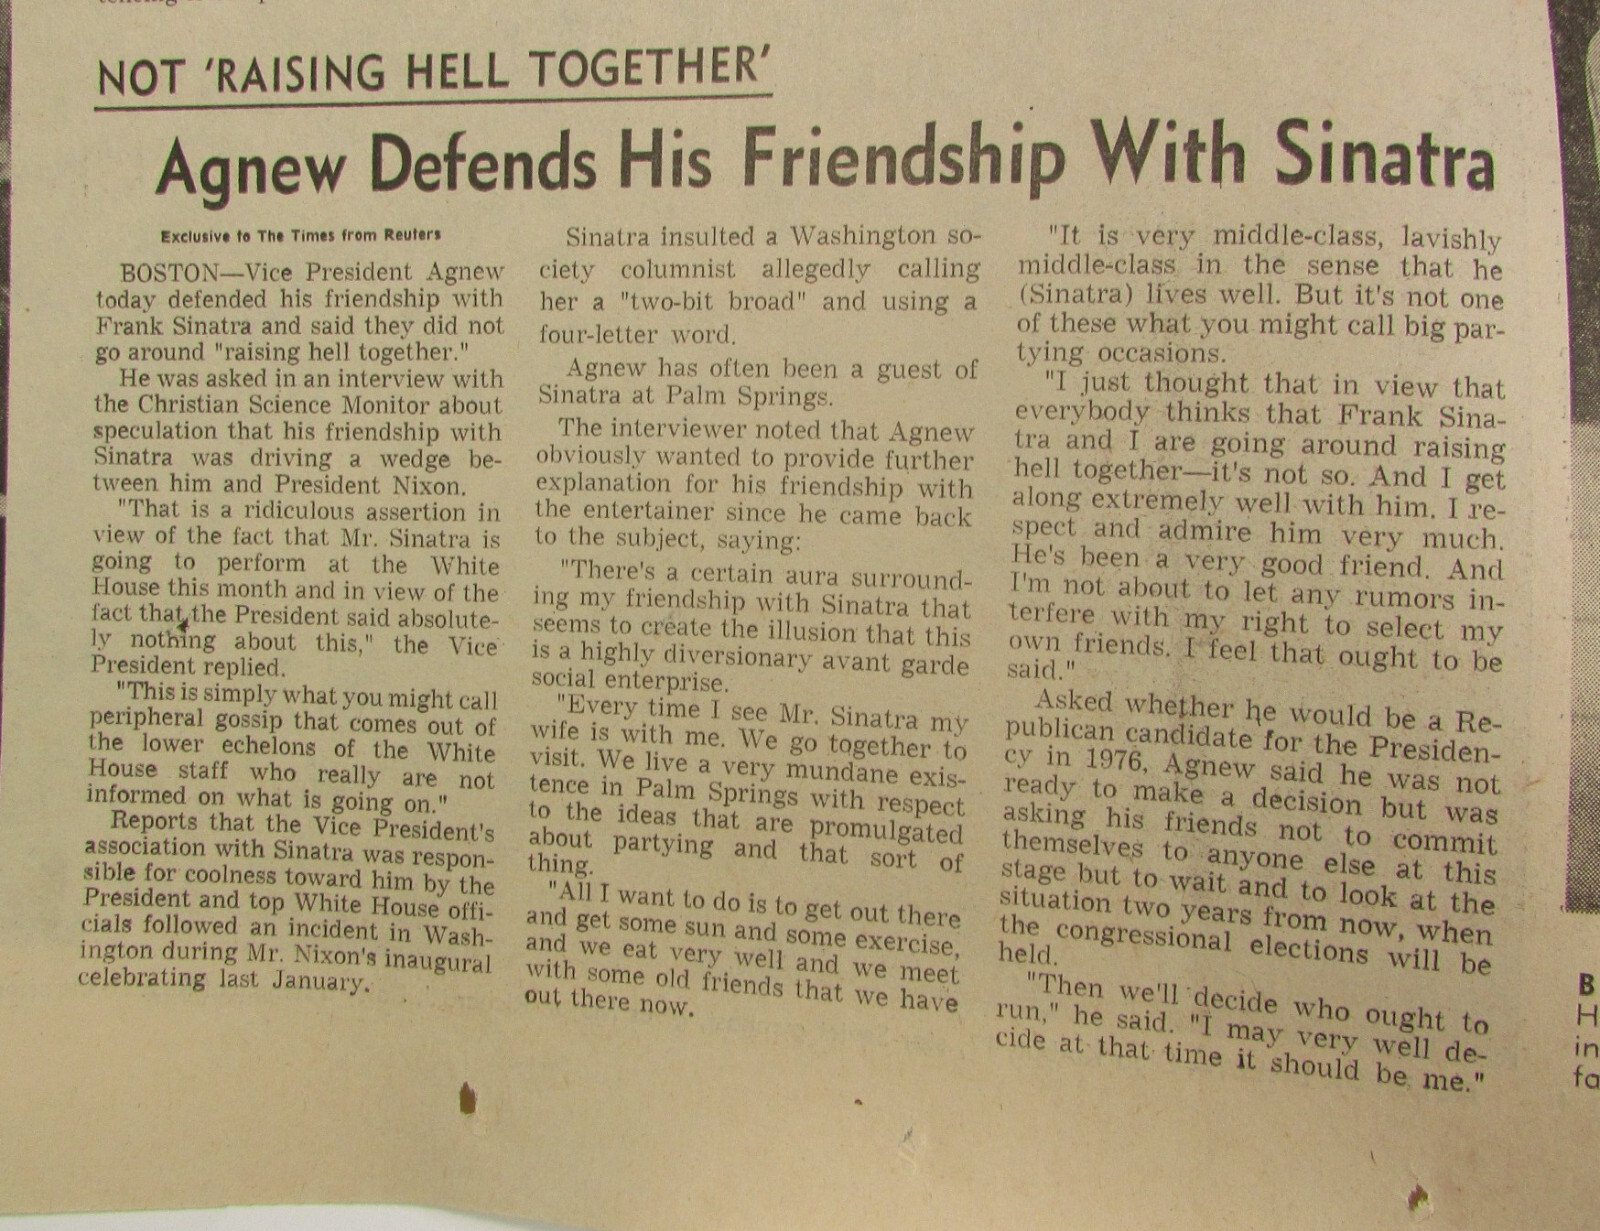 NOT 'RAISING HELL TOGETHER'
Agnew Defends His Friendship With Sinatra
Exclusive to The Times from Reuters
BOSTON—Vice President Agnew
today defended his friendship with
Frank Sinatra and said they did not
go around "raising hell together."
He was asked in an interview with
the Christian Science Monitor about
speculation that his friendship with
Sinatra was driving a wedge be-
tween him and President Nixon.
"That is a ridiculous assertion in
view of the fact that Mr. Sinatra is
going to perform at the White
House this month and in view of the
fact that the President said absolute-
ly nothing about this," the Vice
President replied.
"This is simply what you might call
peripheral gossip that comes out of
the lower echelons of the White
House staff who really are not
informed on what is going on."
Reports that the Vice President's
association with Sinatra was respon-
sible for coolness toward him by the
President and top White House offi-
cials followed an incident in Wash-
ington during Mr. Nixon's inaugural
celebrating last January.
Sinatra insulted a Washington so-
ciety columnist allegedly calling
her a "two-bit broad" and using a
four-letter word.
Agnew has often been a guest of
Sinatra at Palm Springs.
The interviewer noted that Agnew
obviously wanted to provide further
explanation for his friendship with
the entertainer since he came back
to the subject, saying:
"There's a certain aura surround-
ing my friendship with Sinatra that
seems to create the illusion that this
is a highly diversionary avant garde
social enterprise.
"Every time I see Mr. Sinatra my
wife is with me. We go together to
visit. We live a very mundane exis-
tence in Palm Springs with respect
to the ideas that are promulgated
about partying and that sort of
thing.
"All I want to do is to get out there
and get some sun and some exercise,
and we eat very well and we meet
with some old friends that we have
out there now.
"It is very middle-class, lavishly
middle-class in the sense that he
(Sinatra) lives well. But it's not one
of these what you might call big par-
tying occasions.
"I just thought that in view that
everybody thinks that Frank Sina-
tra and I are going around raising
hell together—it's not so. And I get
along extremely well with him. I re-
spect and admire him very much.
He's been a very good friend. And
I'm not about to let any rumors in-
terfere with my right to select my
own friends. I feel that ought to be
said."
Asked whether he would be a Re-
publican candidate for the Presiden-
cy in 1976, Agnew said he was not
ready to make a decision but was
asking his friends not to commit
themselves to anyone else at this
stage but to wait and to look at the
situation two years from now, when
the congressional elections will be
held.
"Then we'll decide who ought to
run," he said. "I may very well de-
cide at that time it should be me."
B
H
in
fa